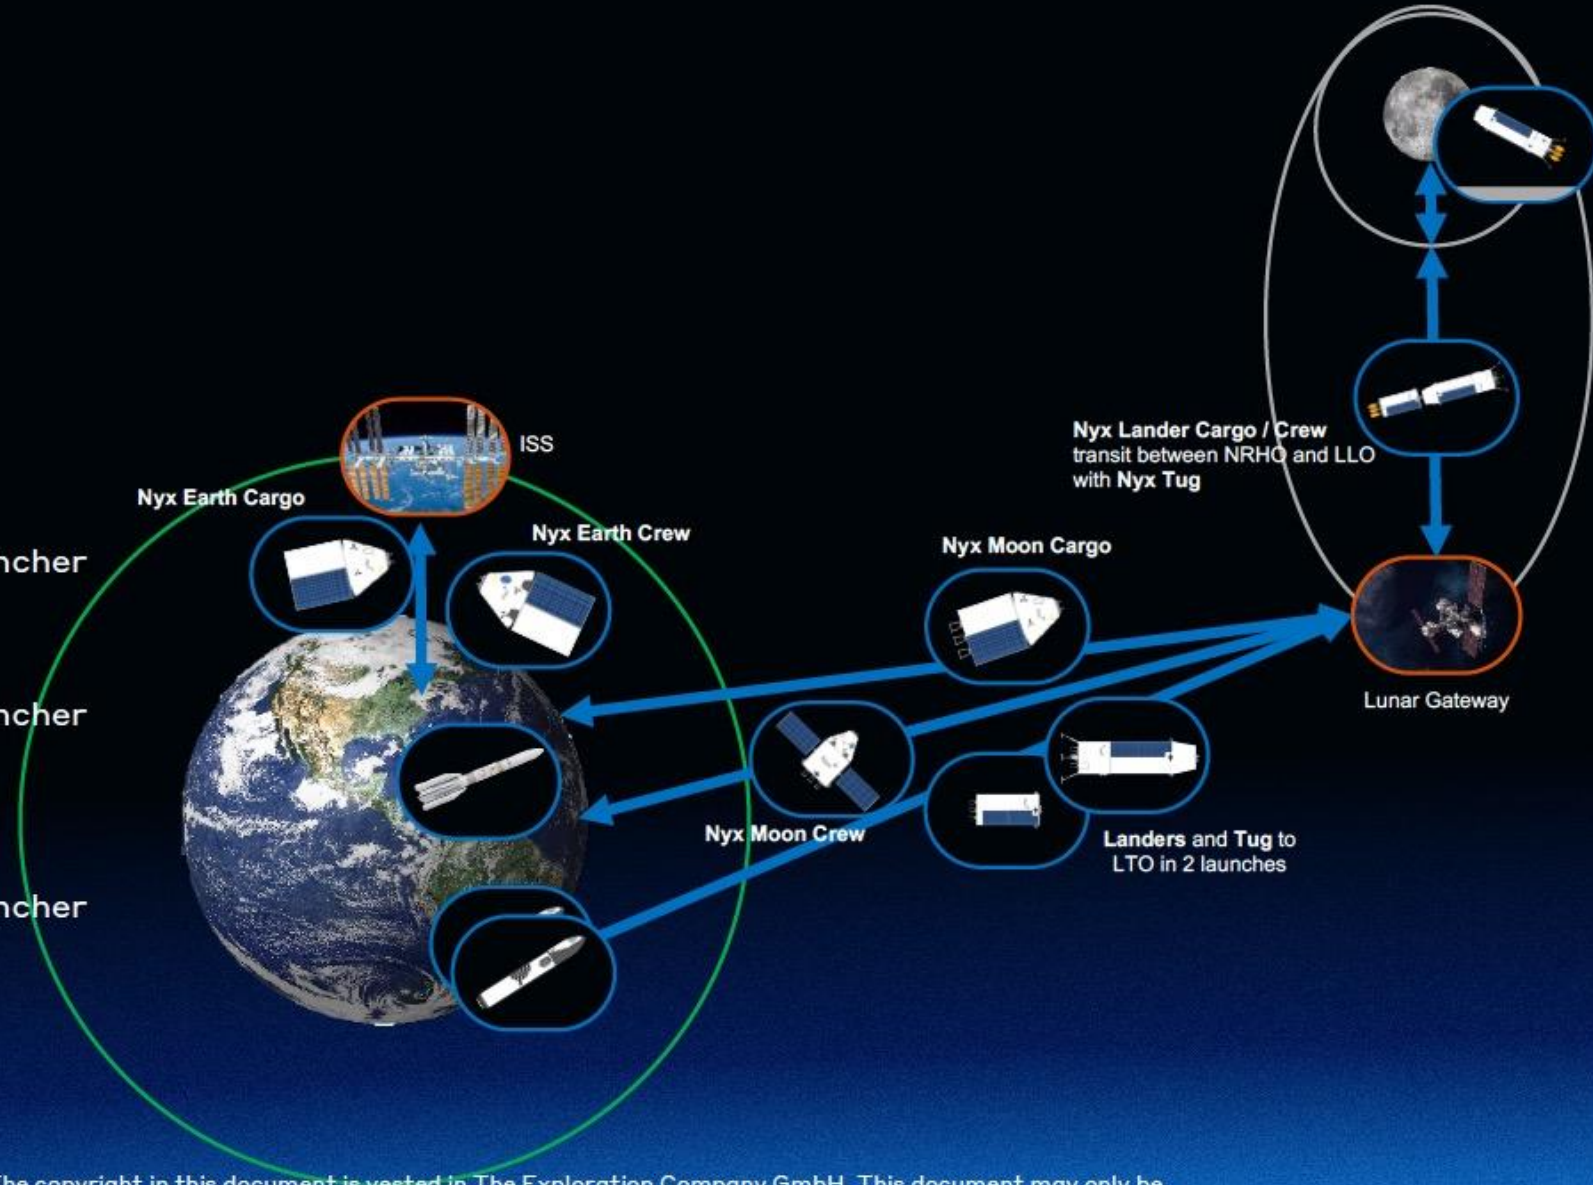 ISS
Nyx Earth Cargo
Nyx Earth Crew
Nyx Lander Cargo / Crew
transit between NRHO and LLO
with Nyx Tug
Nyx Moon Cargo
ncher
Lunar Gateway
ncher
Nyx Moon Crew
Landers and Tug to
LTO in 2 launches
ncher
The copyright in this document is vested in The Exploration Company GmbH. This document may only be